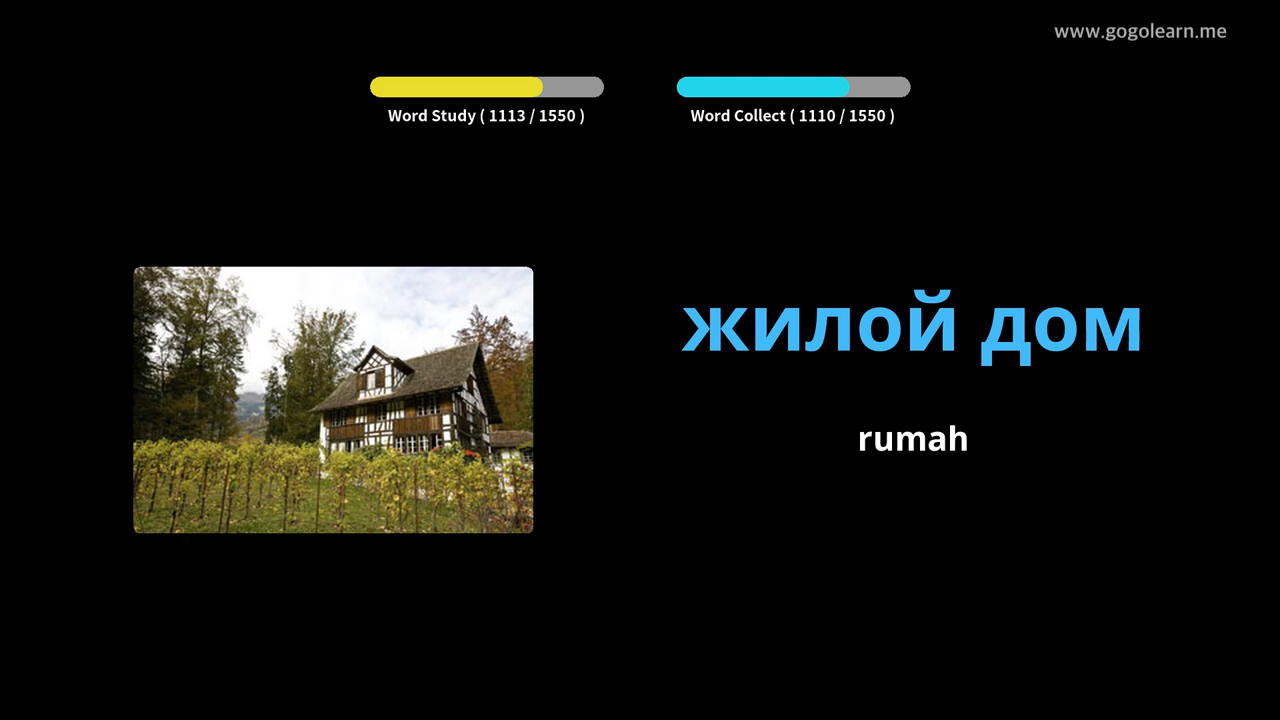 www.gogolearn.me
Word Study ( 1113 / 1550 )
Word Collect ( 1110 / 1550 )
жилой дом
rumah